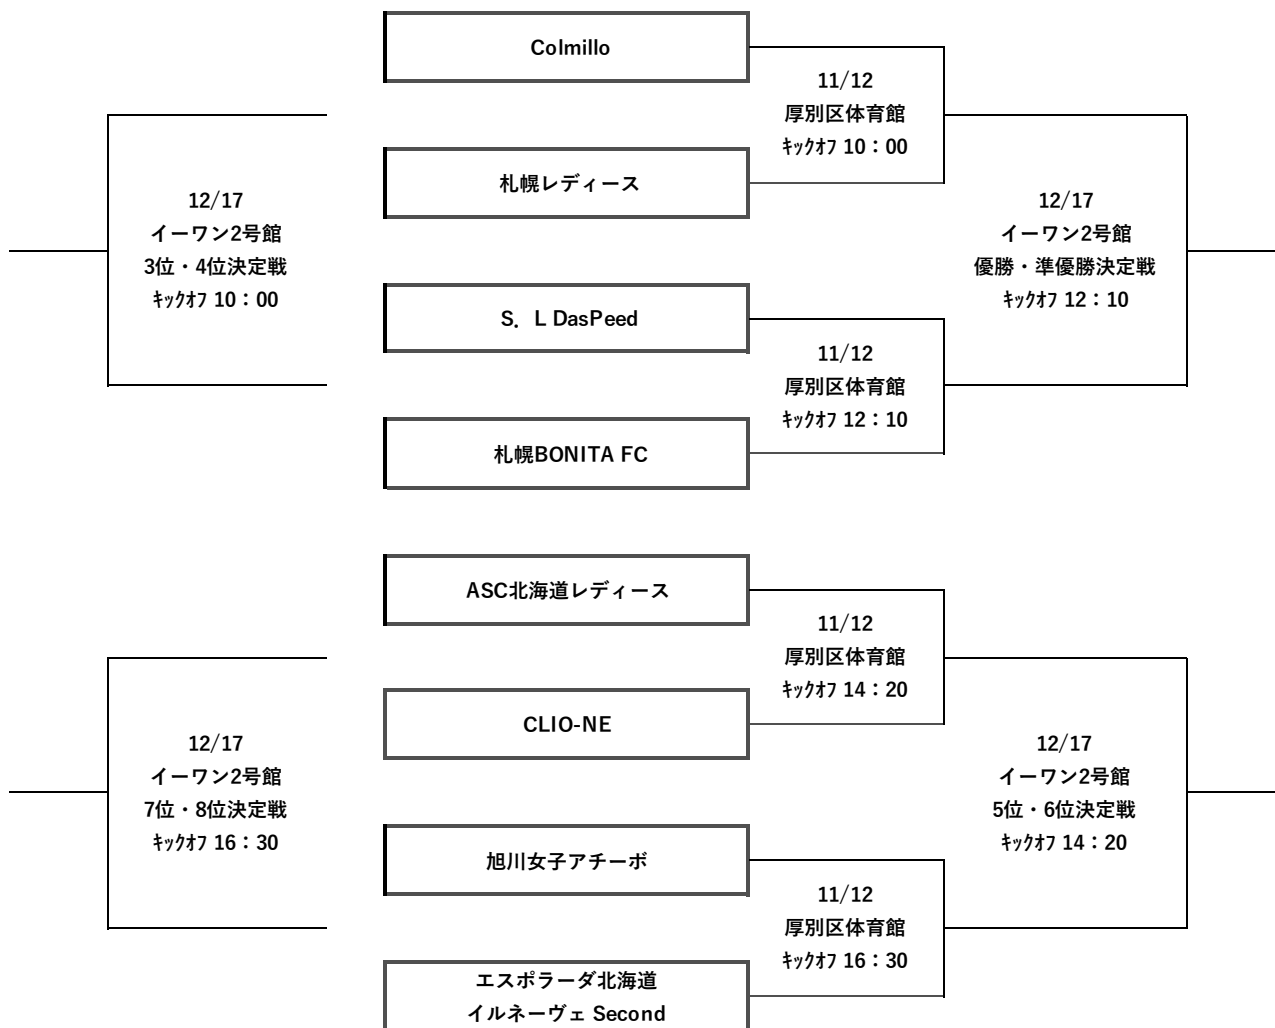 Colmillo
11/12
厚別区体育館
ｷｯｸｵﾌ 10：00
札幌レディース
12/17
イーワン2号館
3位・4位決定戦
ｷｯｸｵﾌ 10：00
12/17
イーワン2号館
優勝・準優勝決定戦
ｷｯｸｵﾌ 12：10
S．L DasPeed
11/12
厚別区体育館
ｷｯｸｵﾌ 12：10
札幌BONITA FC
ASC北海道レディース
11/12
厚別区体育館
ｷｯｸｵﾌ 14：20
CLIO-NE
12/17
イーワン2号館
7位・8位決定戦
ｷｯｸｵﾌ 16：30
12/17
イーワン2号館
5位・6位決定戦
ｷｯｸｵﾌ 14：20
旭川女子アチーボ
11/12
厚別区体育館
ｷｯｸｵﾌ 16：30
エスポラーダ北海道
イルネーヴェ Second